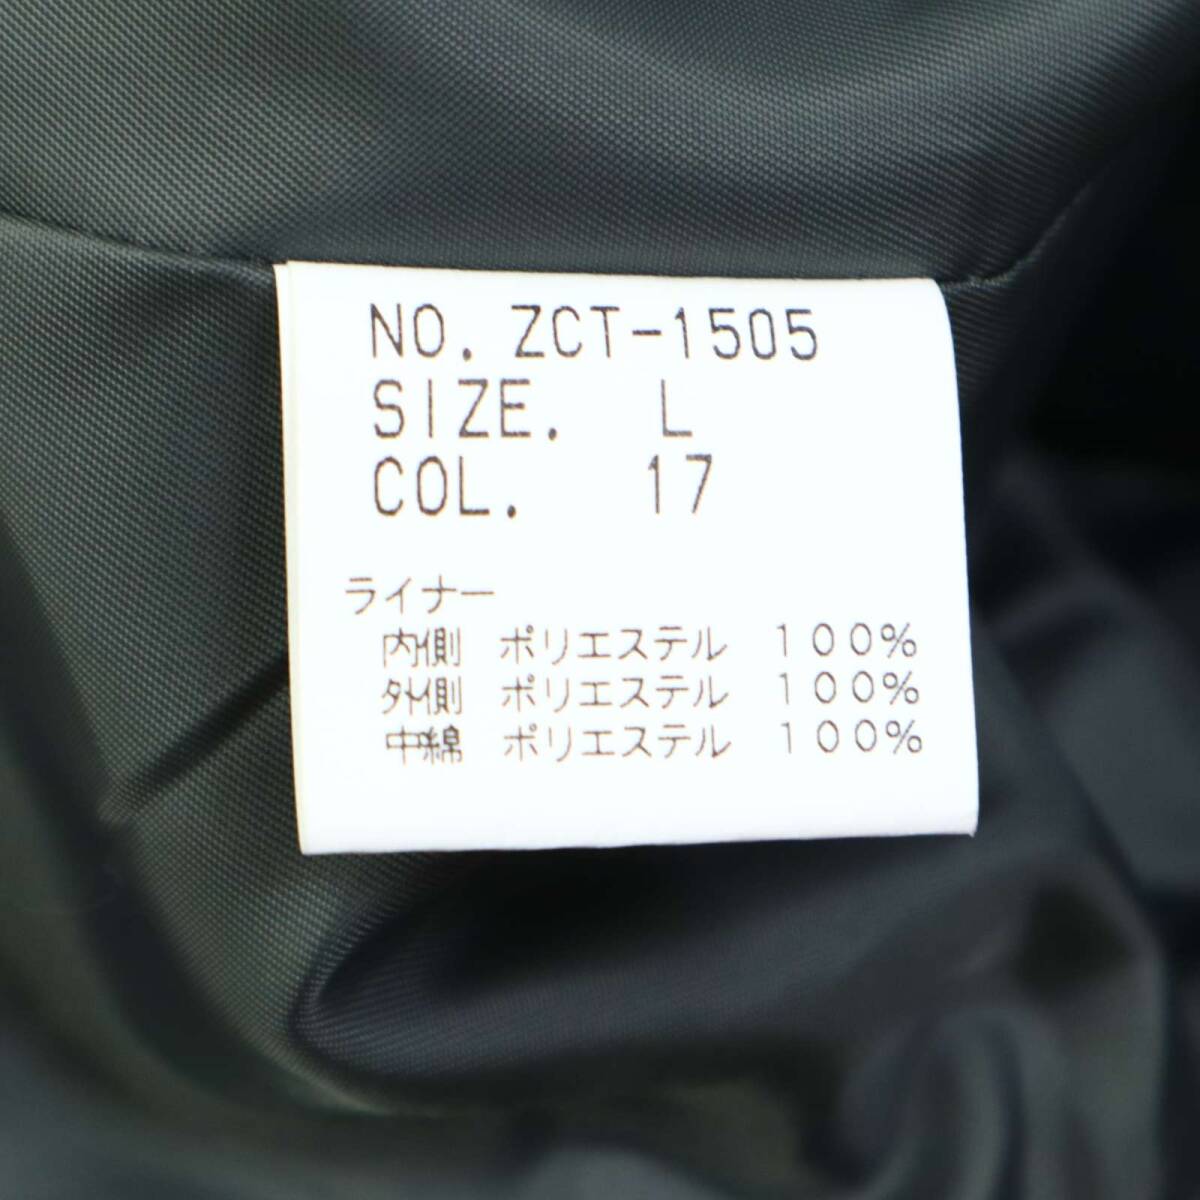 NO. ZCT-1505
SIZE. L
COL. 17
ライナー
内側 ポリエステル 100%
外側 ポリエステル 100%
中綿 ポリエステル 100%